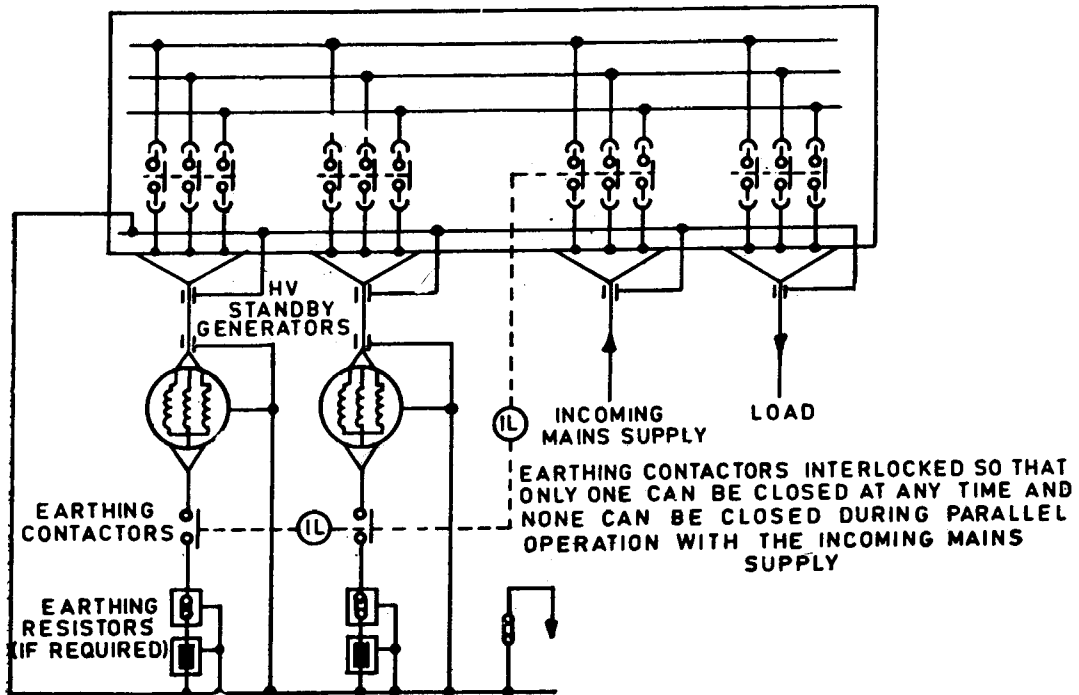 HV
STANDBY
GENERATORS
INCOMING
MAINS SUPPLY
LOAD
IL
EARTHING CONTACTORS INTERLOCKED SO THAT
ONLY ONE CAN BE CLOSED AT ANY TIME AND
NONE CAN BE CLOSED DURING PARALLEL
OPERATION WITH THE INCOMING MAINS
SUPPLY
EARTHING
CONTACTORS
IL
EARTHING
RESISTORS
(IF REQUIRED)